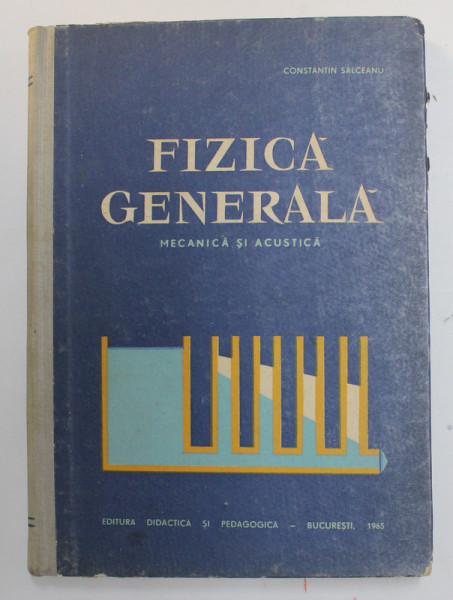 CONSTANTIN SĂLCEANU
FIZICĂ
GENERALĂ
MECANICĂ ȘI ACUSTICĂ
EDITURA DIDACTICĂ ȘI PEDAGOGICĂ – BUCUREȘTI, 1965